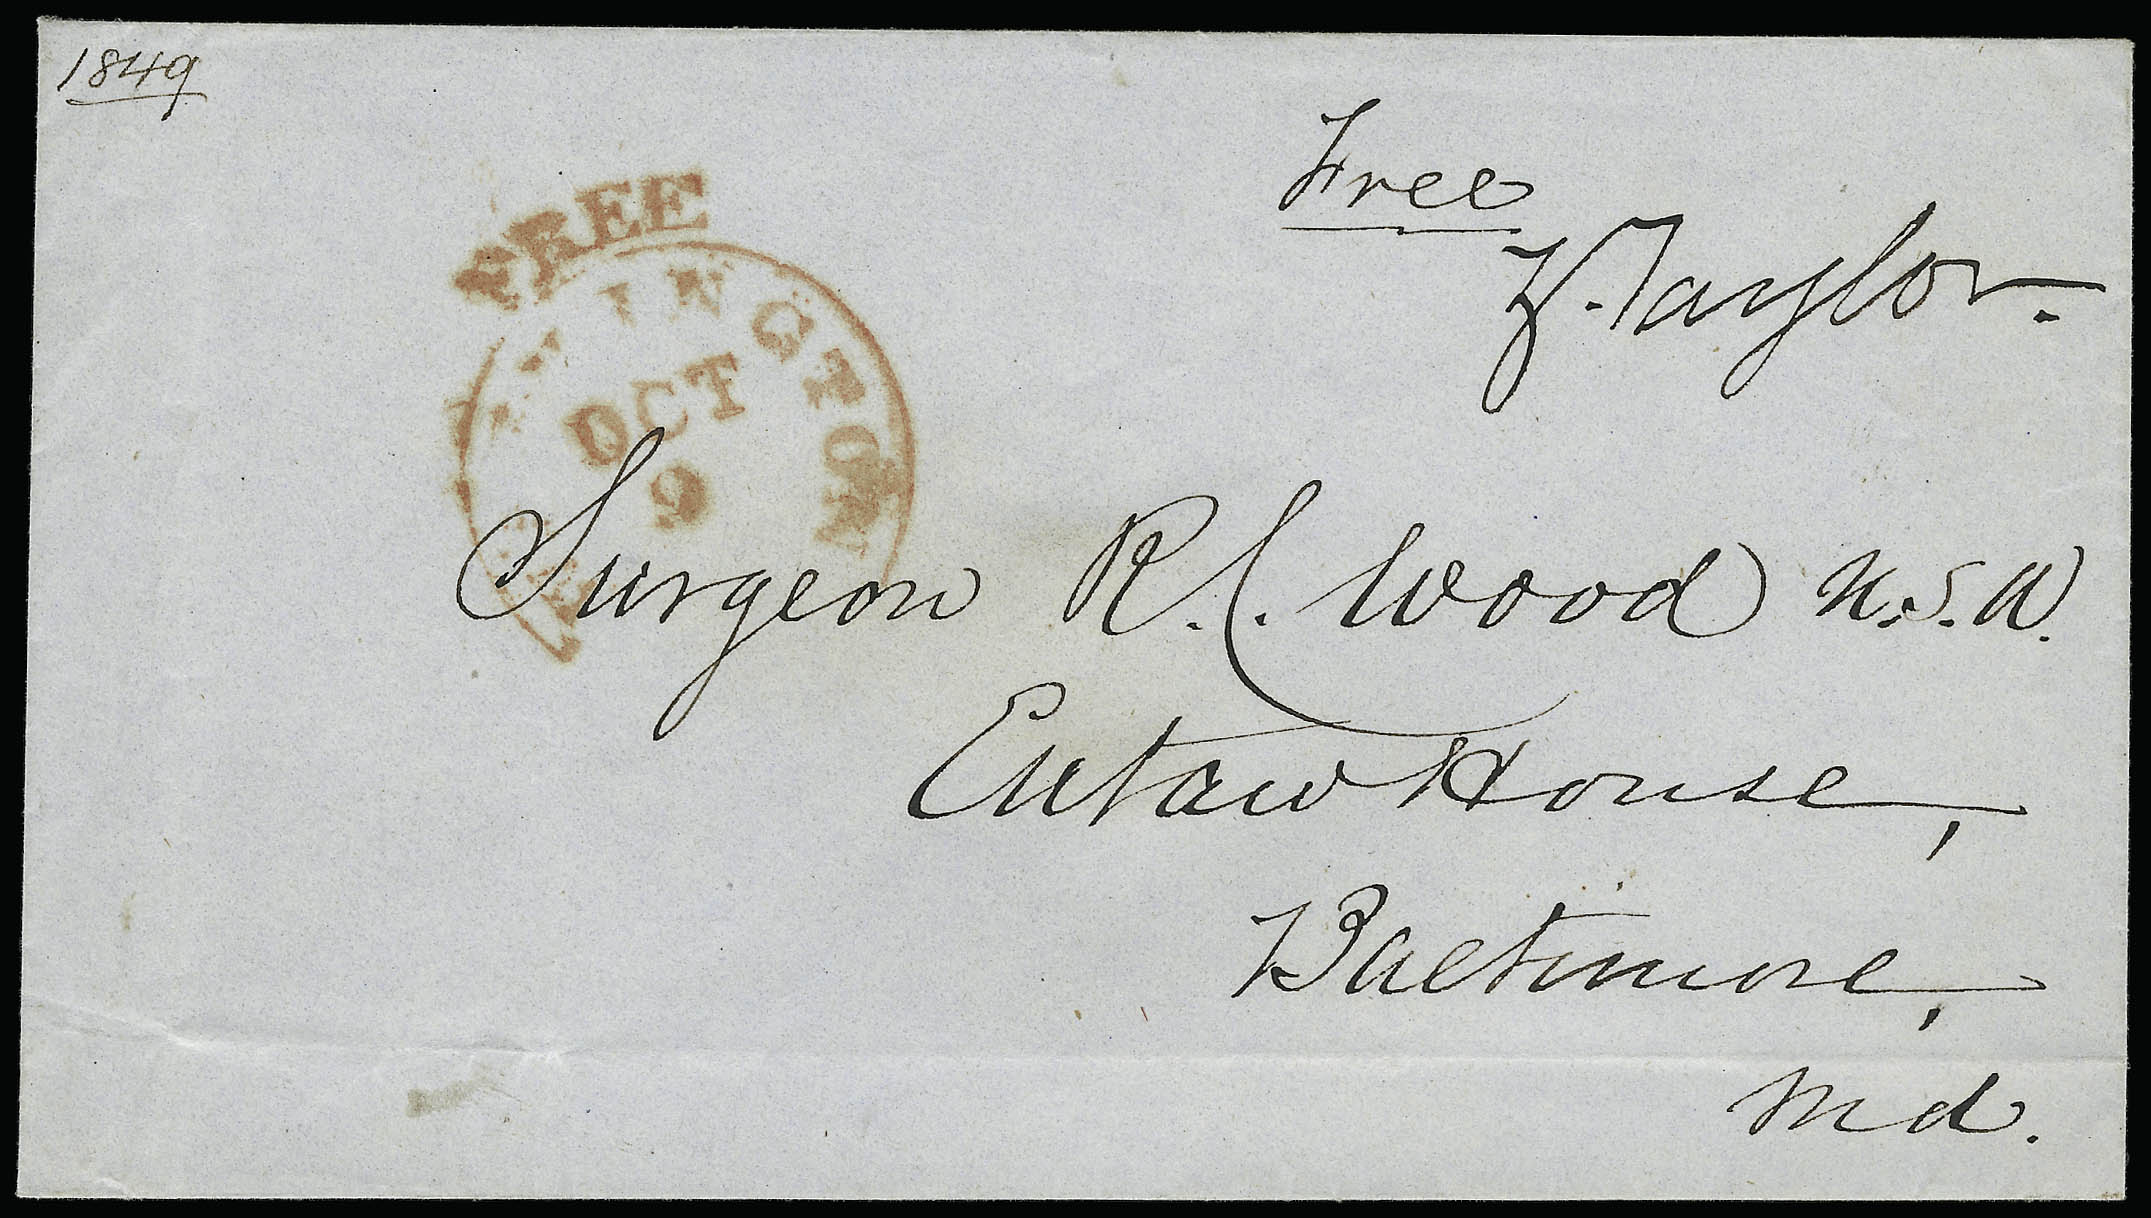 1849
Free
Z. Taylor.
FREE
INGTON
OCT
9
Surgeon R. C. Wood U.S.A.
Eutaw House,
Baltimore,
Md.